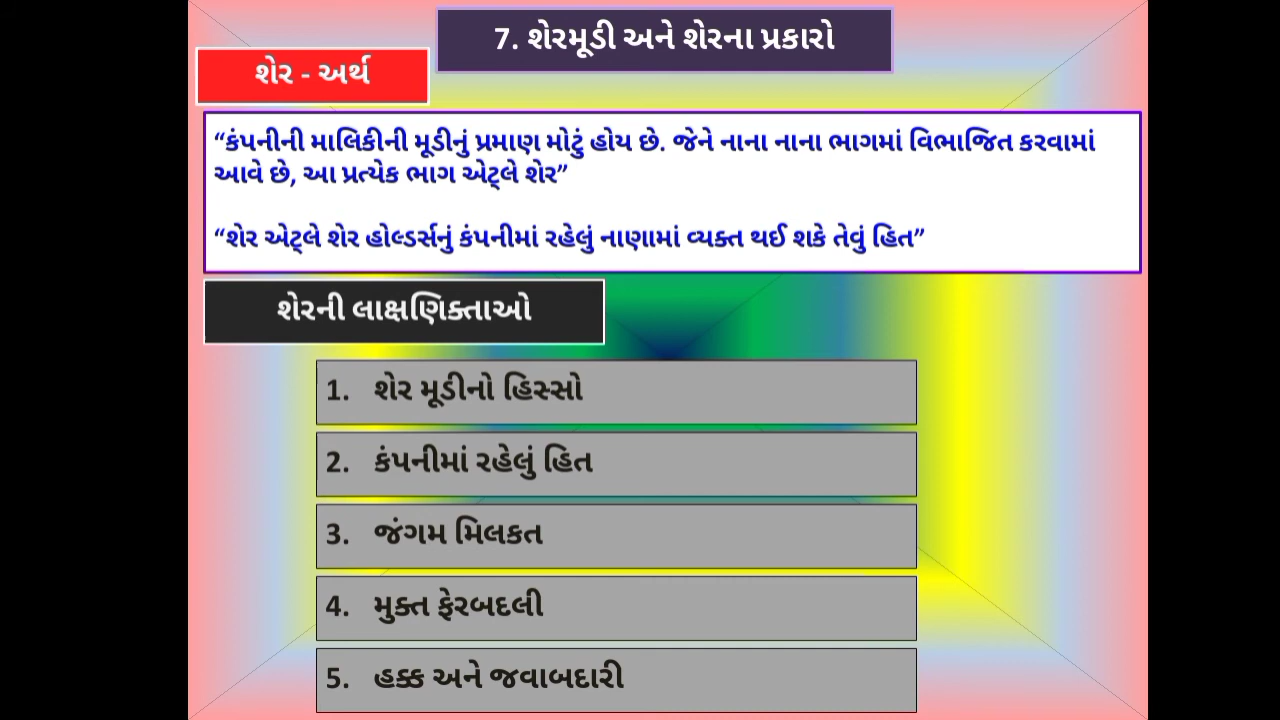 7. શેરમૂડી અને શેરના પ્રકારો
શેર - અર્થ
“કંપનીની માલિકીની મૂડીનું પ્રમાણ મોટું હોય છે. જેને નાના નાના ભાગમાં વિભાજિત કરવામાં
આવે છે, આ પ્રત્યેક ભાગ એટ્લે શેર”
“શેર એટ્લે શેર હોલ્ડર્સનું કંપનીમાં રહેલું નાણામાં વ્યક્ત થઈ શકે તેવું હિત”
શેરની લાક્ષણિક્તાઓ
1. શેર મૂડીનો હિસ્સો
2. કંપનીમાં રહેલું હિત
3. જંગમ મિલકત
4. મુક્ત ફેરબદલી
5. હક્ક અને જવાબદારી